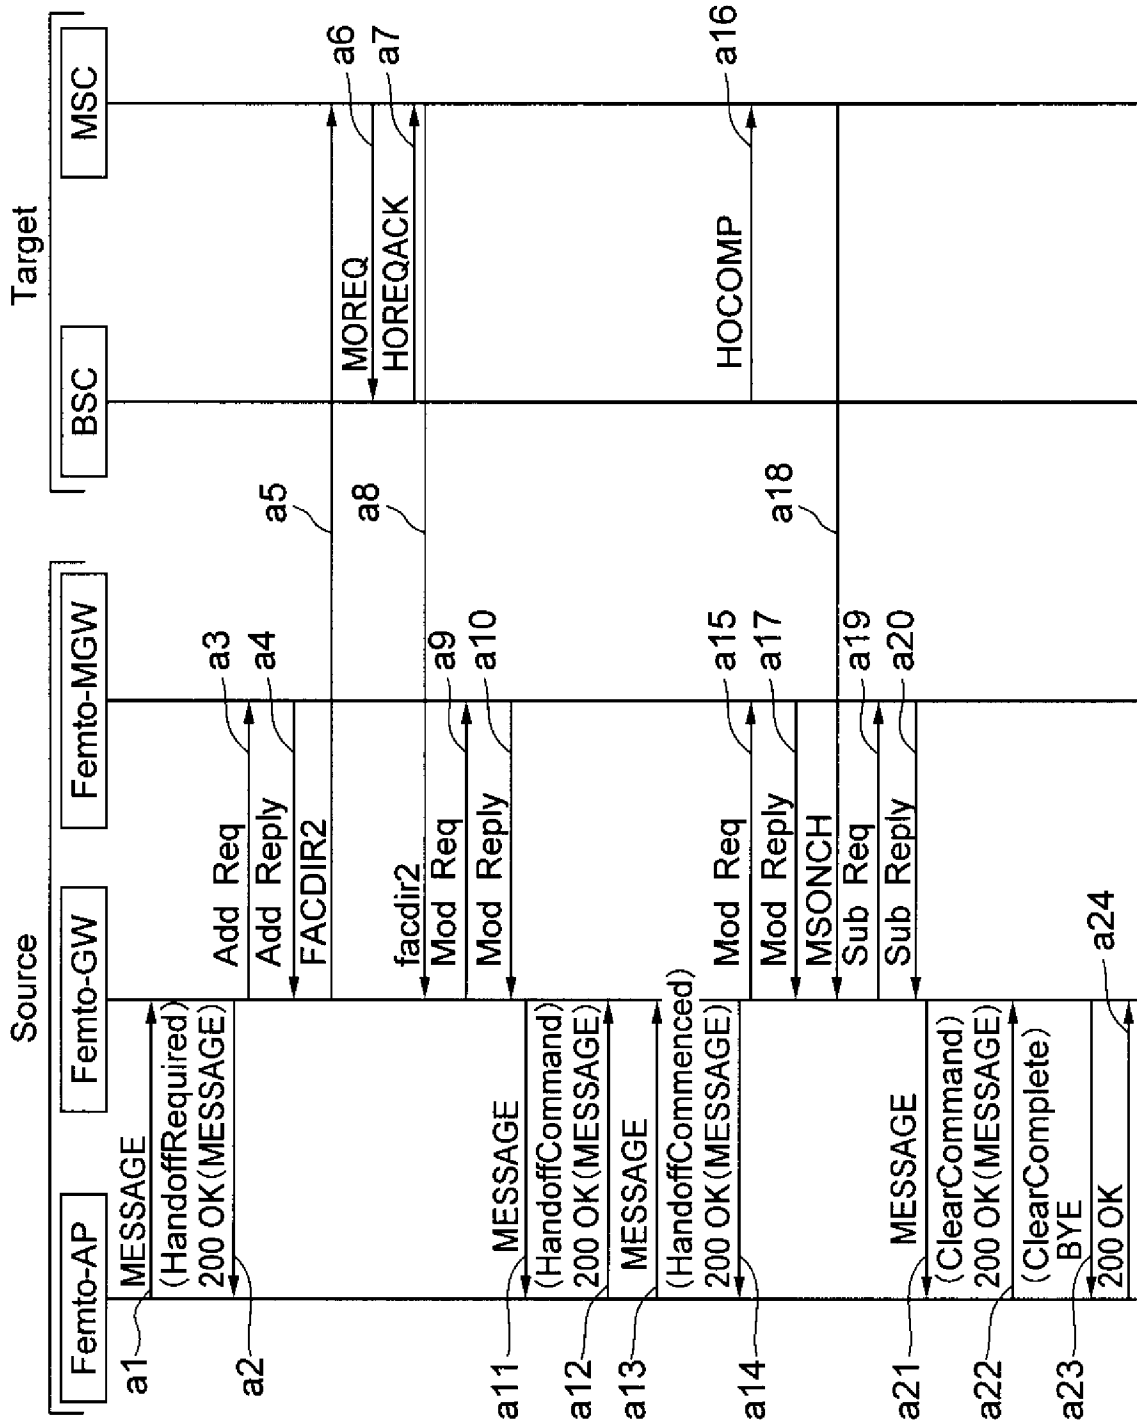 Source
Target
Femto-AP
Femto-GW
Femto-MGW
BSC
MSC
a1
MESSAGE
(HandoffRequired)
200 OK(MESSAGE)
a2
Add Req
a3
Add Reply
a4
FACDIR2
a5
MOREQ
a6
HOREQACK
a7
facdir2
a8
Mod Req
a9
Mod Reply
a10
MESSAGE
a11
(HandoffCommand)
200 OK(MESSAGE)
a12
MESSAGE
a13
(HandoffCommenced)
200 OK(MESSAGE)
a14
Mod Req
a15
HOCOMP
a16
Mod Reply
a17
MSONCH
a18
Sub Req
a19
Sub Reply
a20
MESSAGE
a21
(ClearCommand)
200 OK(MESSAGE)
a22
(ClearComplete)
BYE
a23
200 OK
a24